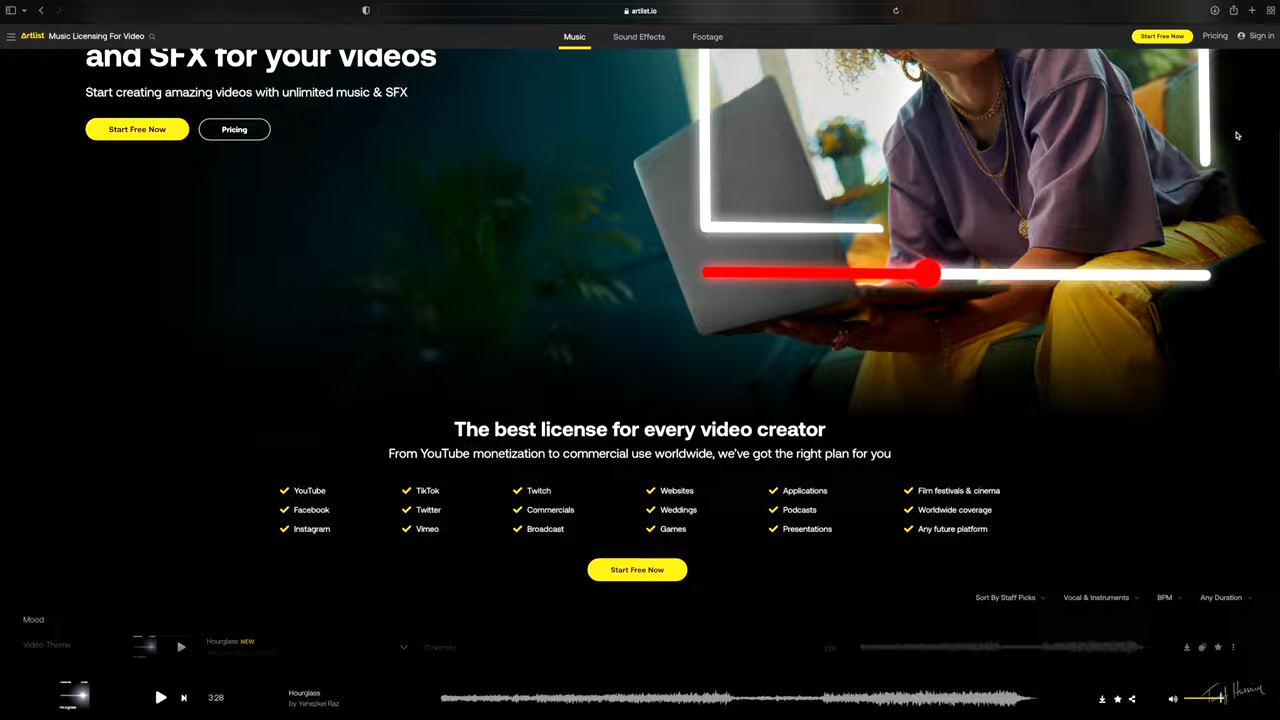 artlist.io
Artlist Music Licensing For Video
Music Sound Effects Footage
Start Free Now Pricing Sign in
and SFX for your videos
Start creating amazing videos with unlimited music & SFX
Start Free Now Pricing
The best license for every video creator
From YouTube monetization to commercial use worldwide, we've got the right plan for you
YouTube TikTok Twitch Websites Applications Film festivals & cinema
Facebook Twitter Commercials Weddings Podcasts Worldwide coverage
Instagram Vimeo Broadcast Games Presentations Any future platform
Start Free Now
Sort By Staff Picks Vocal & Instruments BPM Any Duration
Mood
Video Theme
Hourglass NEW
Cinematic
3:28
3:28
Hourglass
by Yehezkel Raz